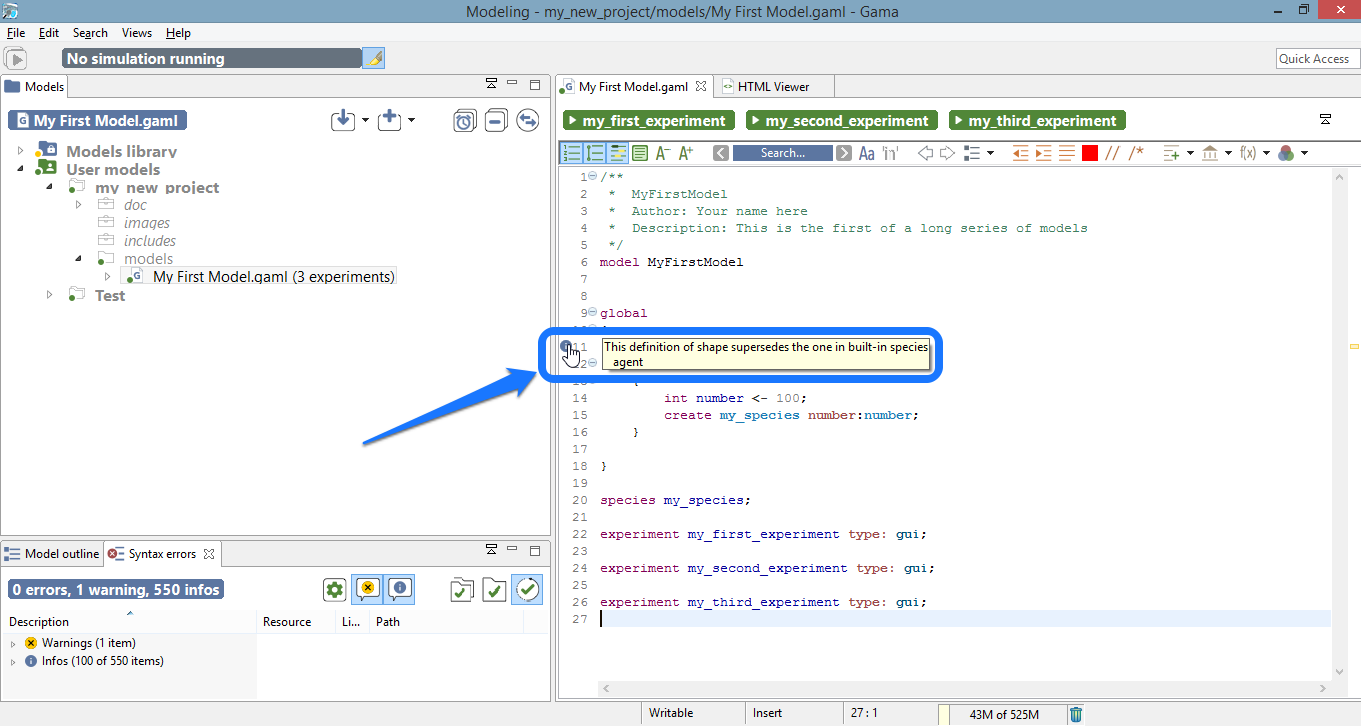 Modeling - my_new_project/models/My First Model.gaml - Gama
File Edit Search Views Help
No simulation running
Quick Access
Models
My First Model.gaml
Models library
User models
my_new_project
doc
images
includes
models
My First Model.gaml (3 experiments)
Test
Model outline
Syntax errors
0 errors, 1 warning, 550 infos
Description Resource Li... Path
Warnings (1 item)
Infos (100 of 550 items)
My First Model.gaml
HTML Viewer
my_first_experiment
my_second_experiment
my_third_experiment
A- A+ Search... Aa 'in' // /* f(x)
1 /**
2 * MyFirstModel
3 * Author: Your name here
4 * Description: This is the first of a long series of models
5 */
6 model MyFirstModel
7
8
9 global
11
This definition of shape supersedes the one in built-in species
agent
14 int number <- 100;
15 create my_species number:number;
16 }
17
18 }
19
20 species my_species;
21
22 experiment my_first_experiment type: gui;
23
24 experiment my_second_experiment type: gui;
25
26 experiment my_third_experiment type: gui;
27
Writable Insert 27 : 1 43M of 525M